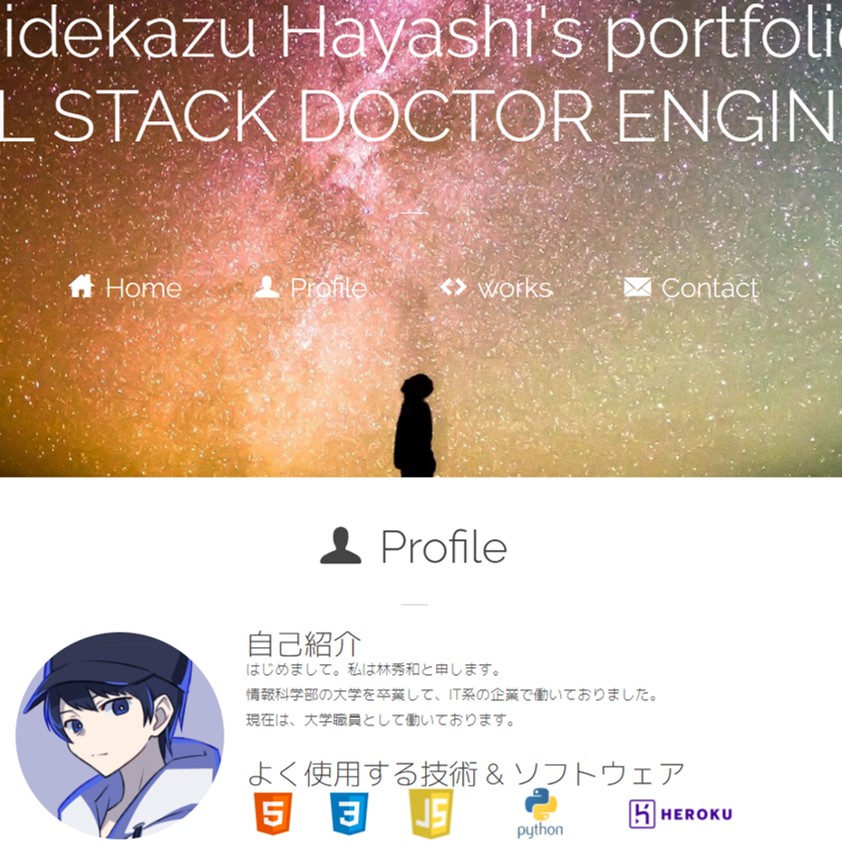 idekazu Hayashi's portfoli
L STACK DOCTOR ENGIN
Home Profile works Contact
Profile
自己紹介
はじめまして。私は林秀和と申します。
情報科学部の大学を卒業して、IT系の企業で働いておりました。
現在は、大学職員として働いております。
よく使用する技術 & ソフトウェア
5 3 JS python HEROKU